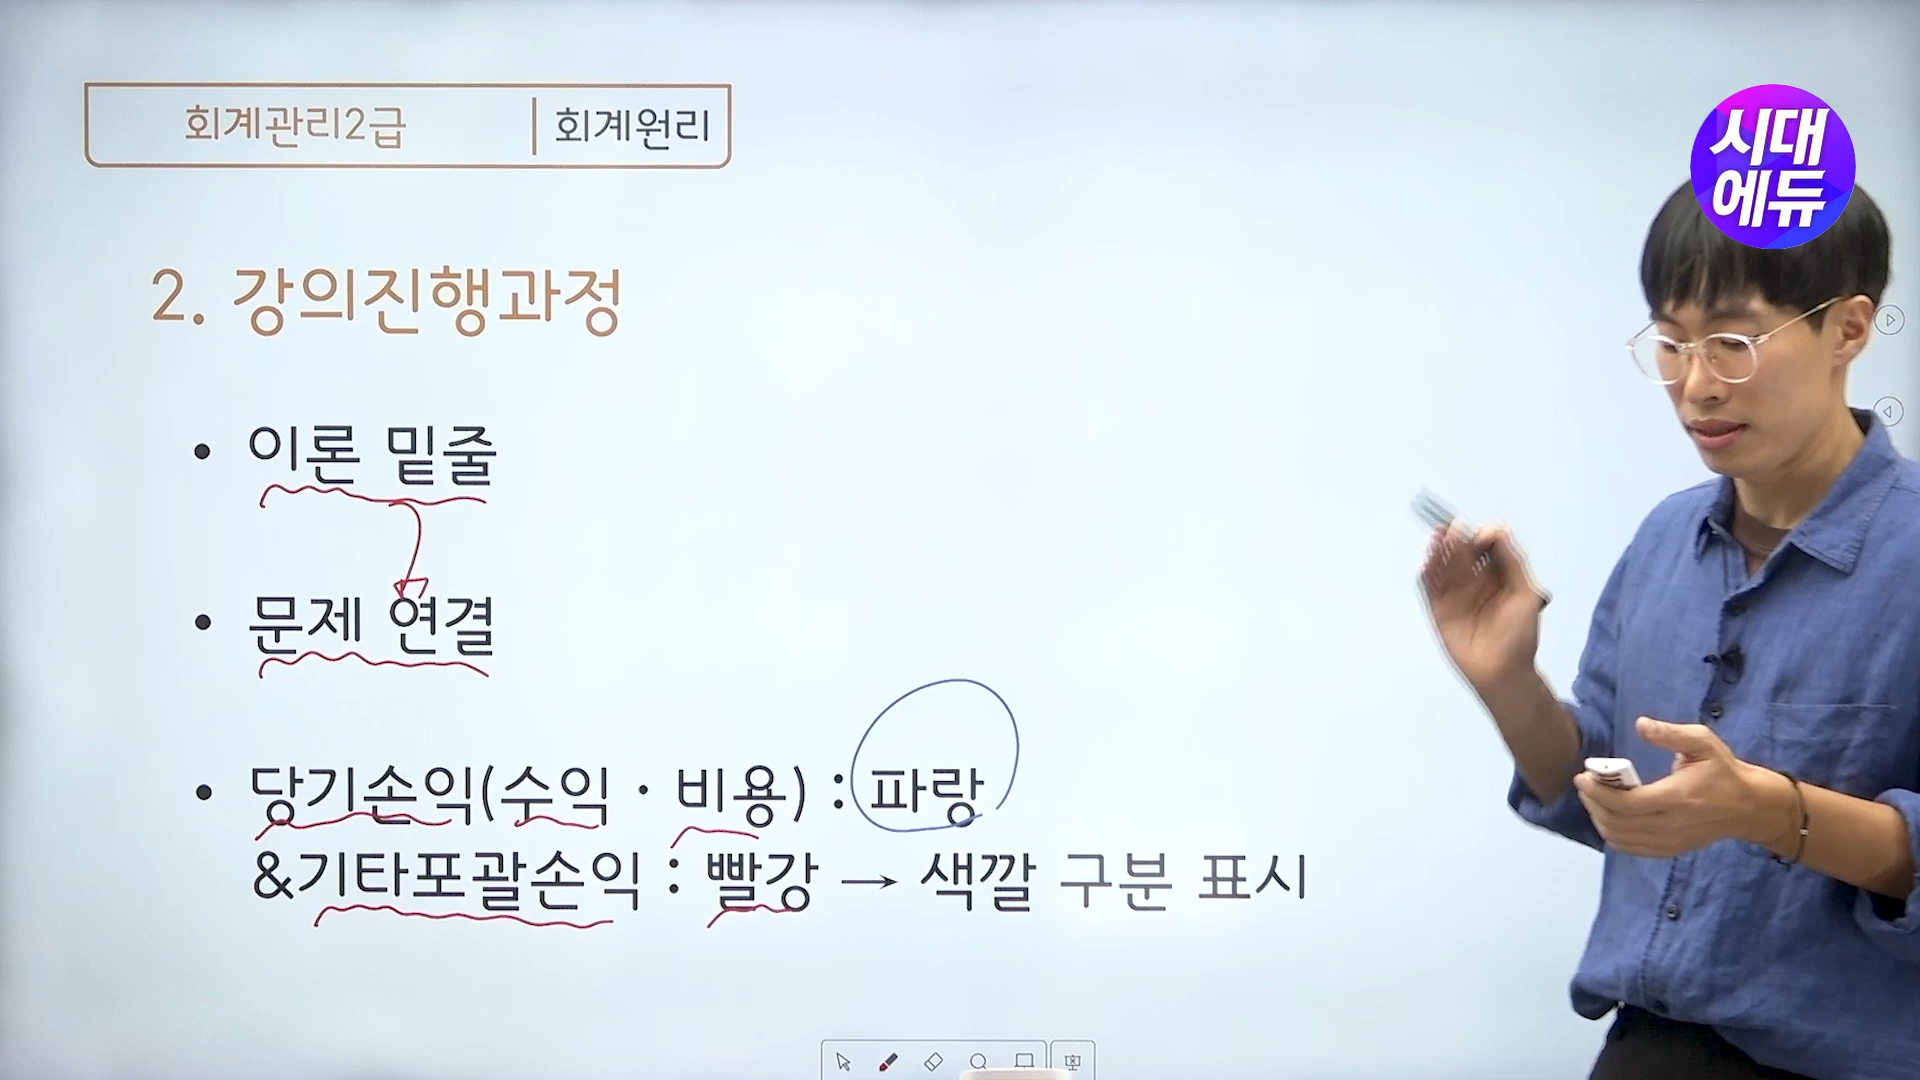 회계관리2급 | 회계원리
시대
에듀
2. 강의진행과정
• 이론 밑줄
• 문제 연결
• 당기손익(수익 · 비용) : 파랑
&기타포괄손익 : 빨강 → 색깔 구분 표시